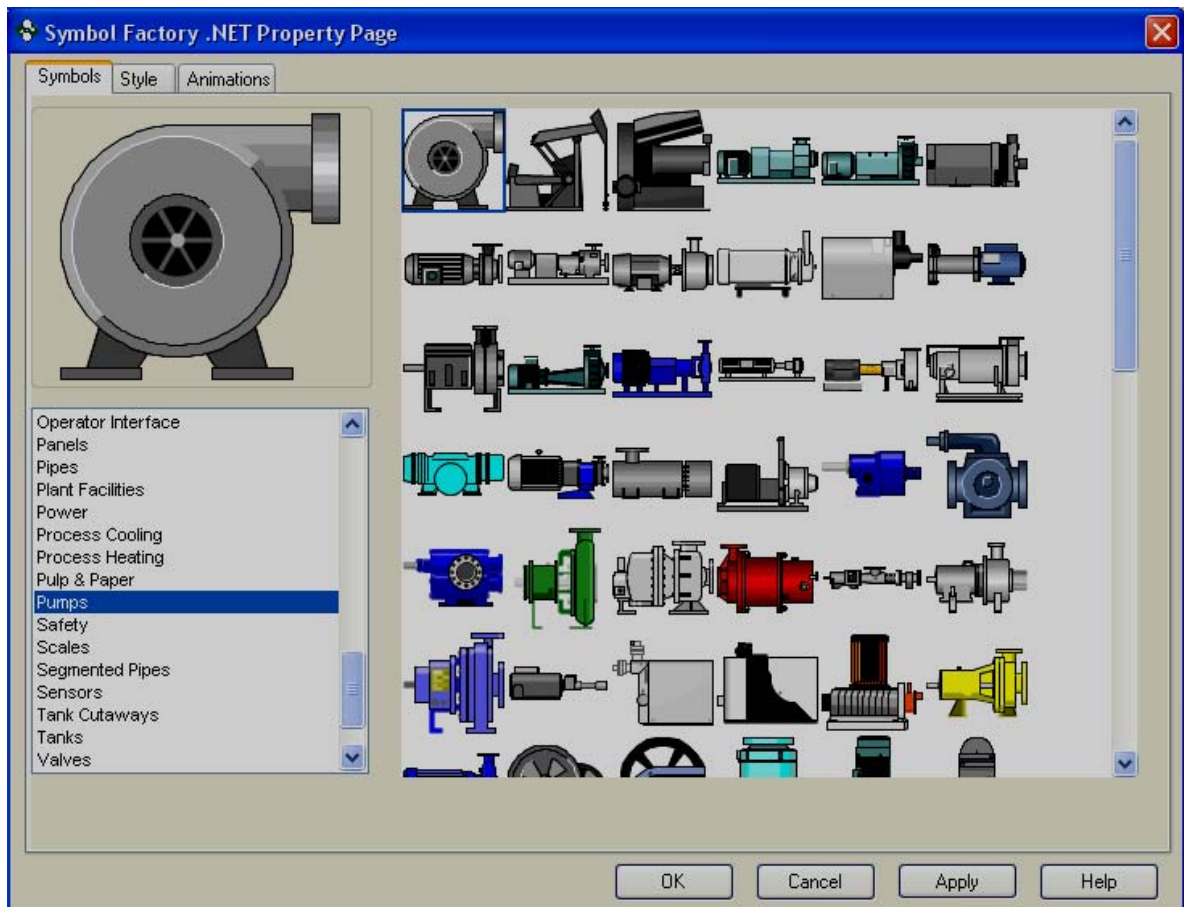 Symbol Factory .NET Property Page
Symbols
Style
Animations
Operator Interface
Panels
Pipes
Plant Facilities
Power
Process Cooling
Process Heating
Pulp & Paper
Pumps
Safety
Scales
Segmented Pipes
Sensors
Tank Cutaways
Tanks
Valves
OK
Cancel
Apply
Help